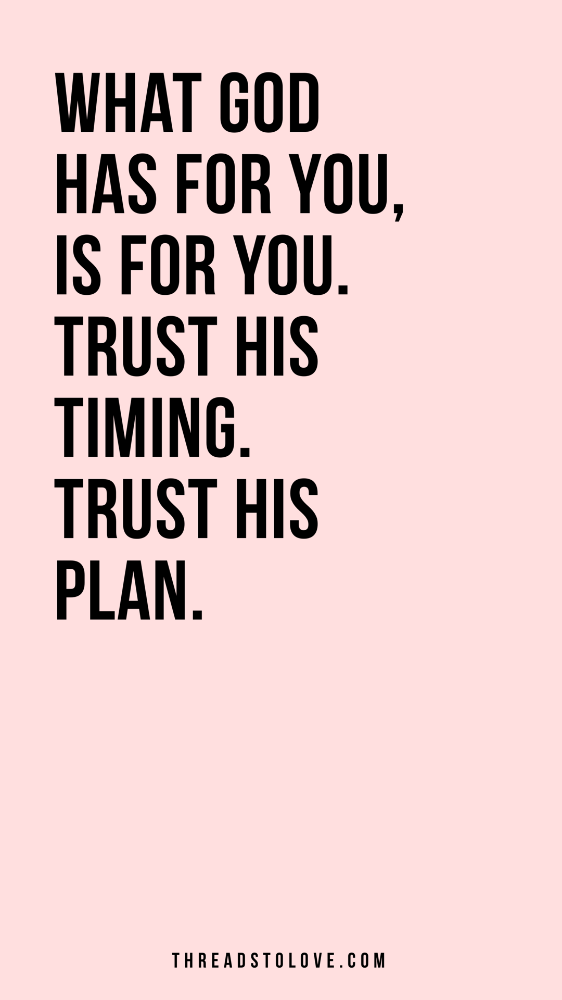 WHAT GOD
HAS FOR YOU,
IS FOR YOU.
TRUST HIS
TIMING.
TRUST HIS
PLAN.
THREADSTOLOVE.COM